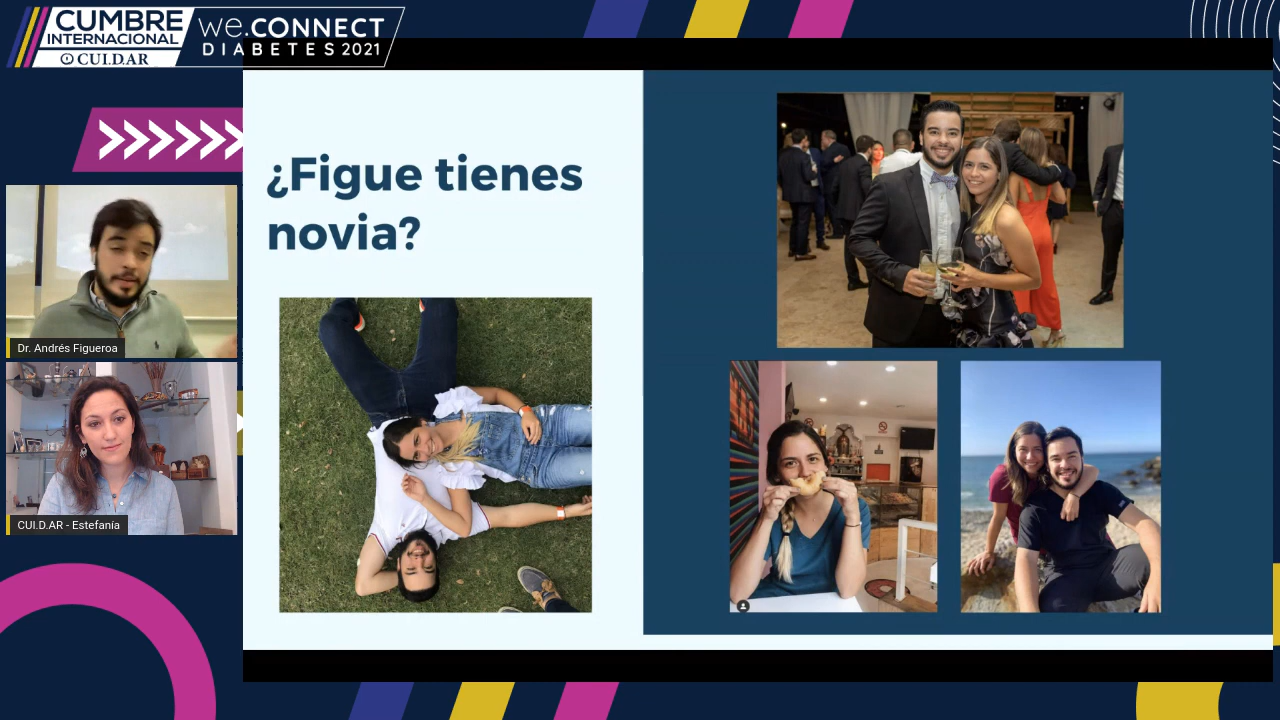 CUMBRE
INTERNACIONAL
CUI.D.AR
we.CONNECT
DIABETES 2021
¿Figue tienes
novia?
Dr. Andrés Figueroa
CUI.D.AR - Estefanía